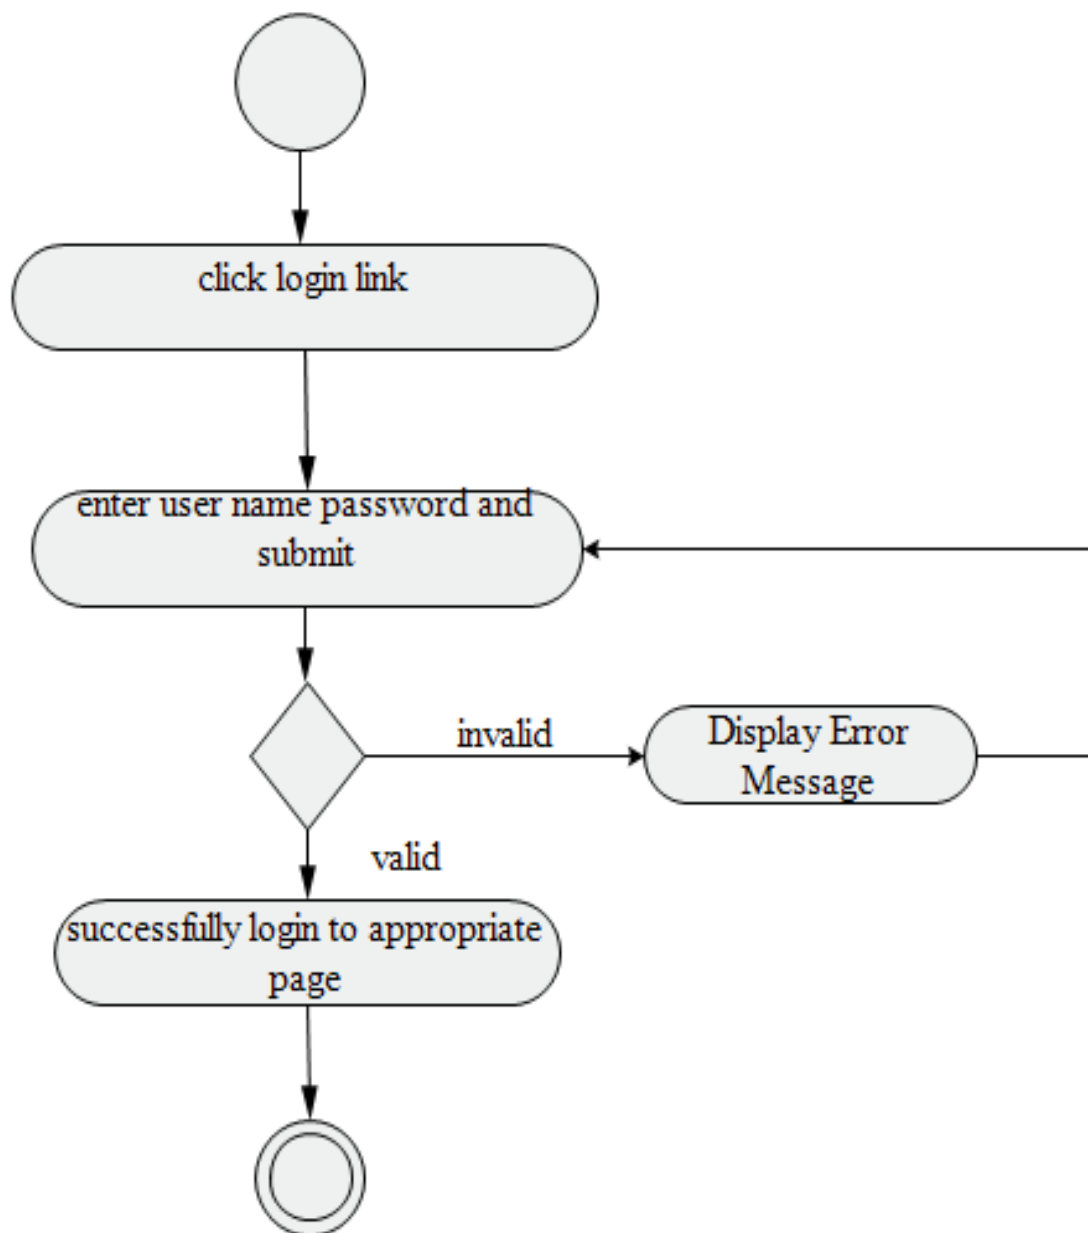 click login link
enter user name password and
submit
invalid
Display Error
Message
valid
successfully login to appropriate
page